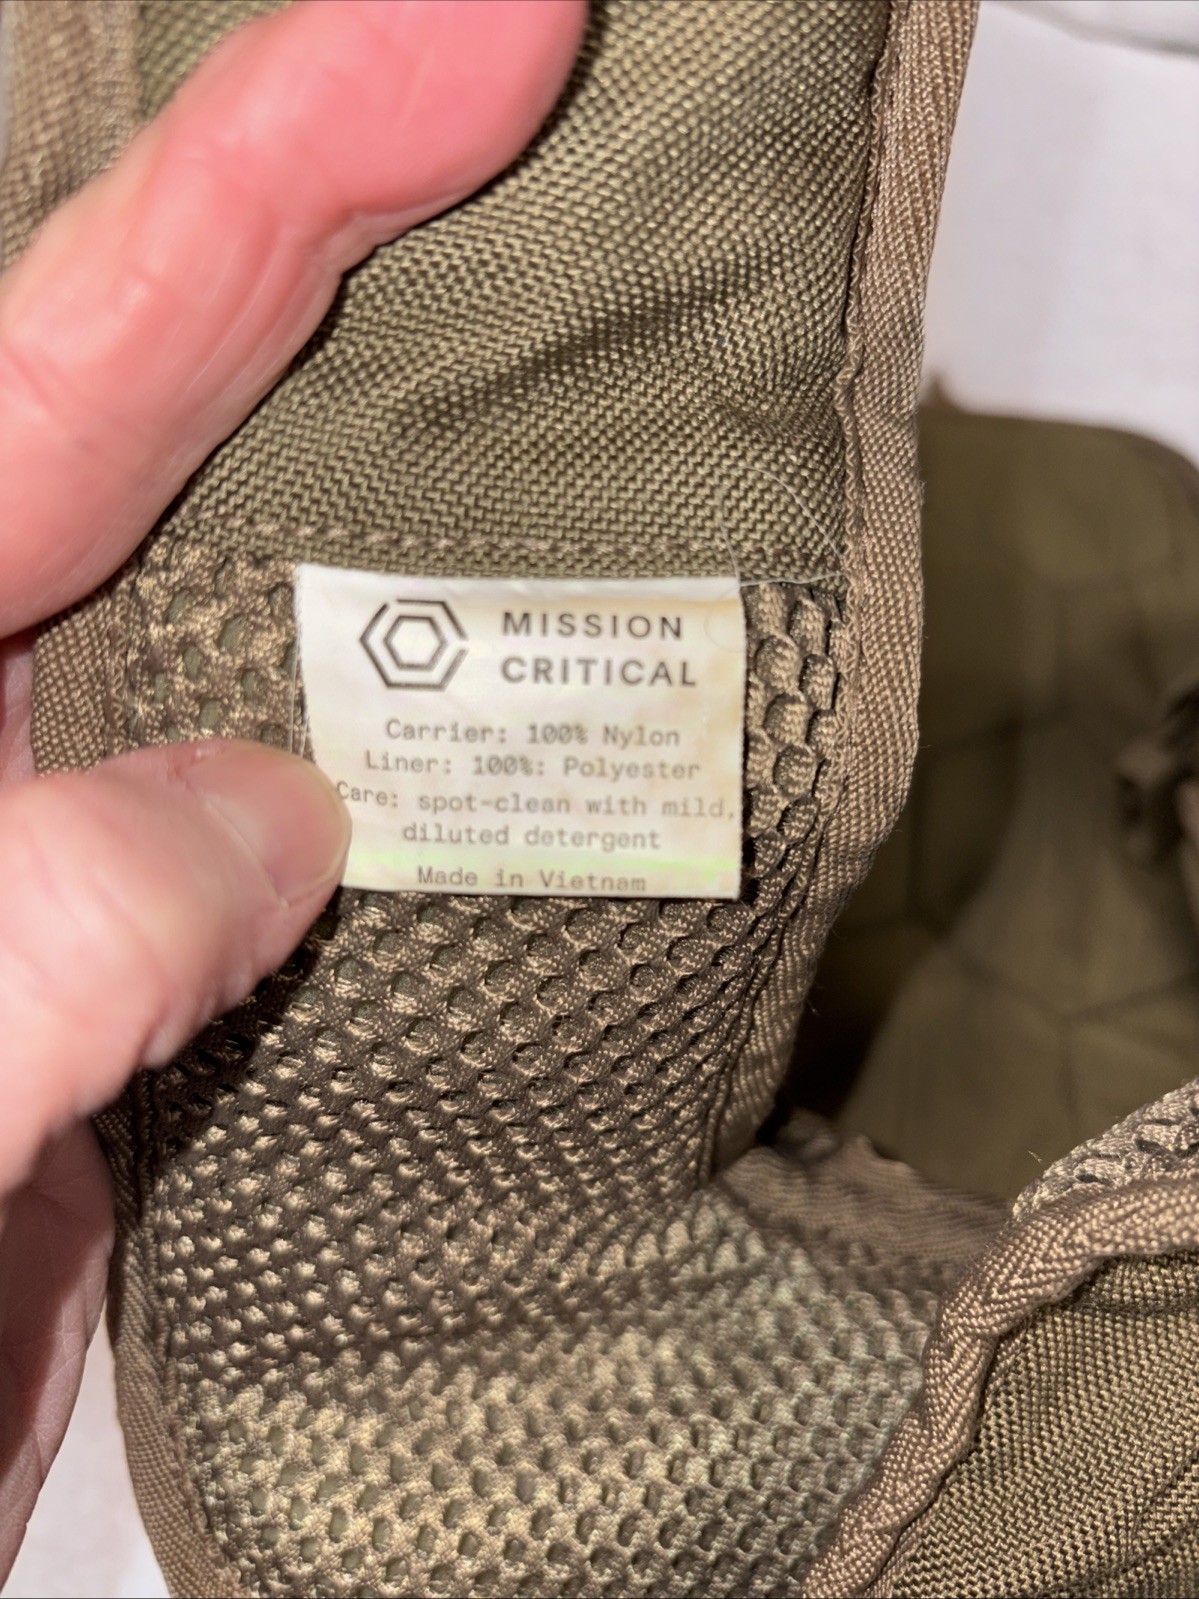 MISSION
CRITICAL
Carrier: 100% Nylon
Liner: 100%: Polyester
Care: spot-clean with mild,
diluted detergent
Made in Vietnam